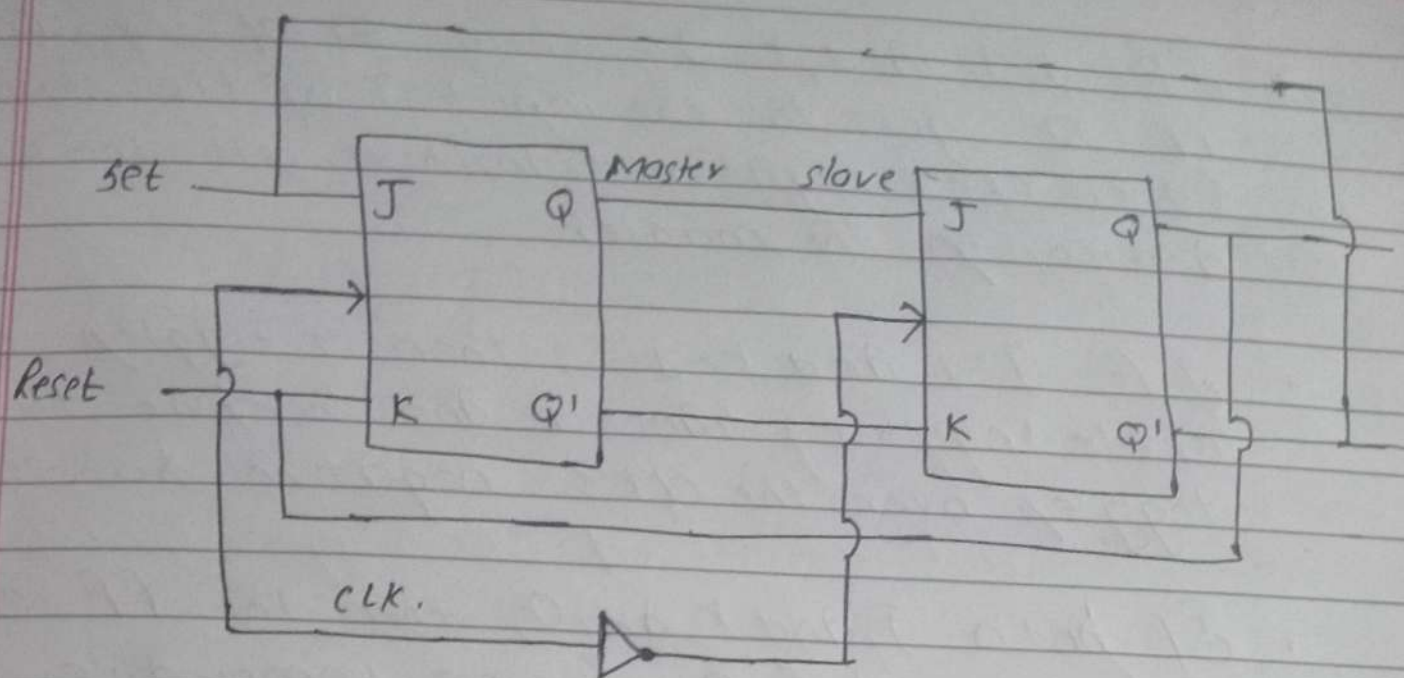 Set
Master slave
J Q
J Q
Reset
K Q'
K Q'
CLK.